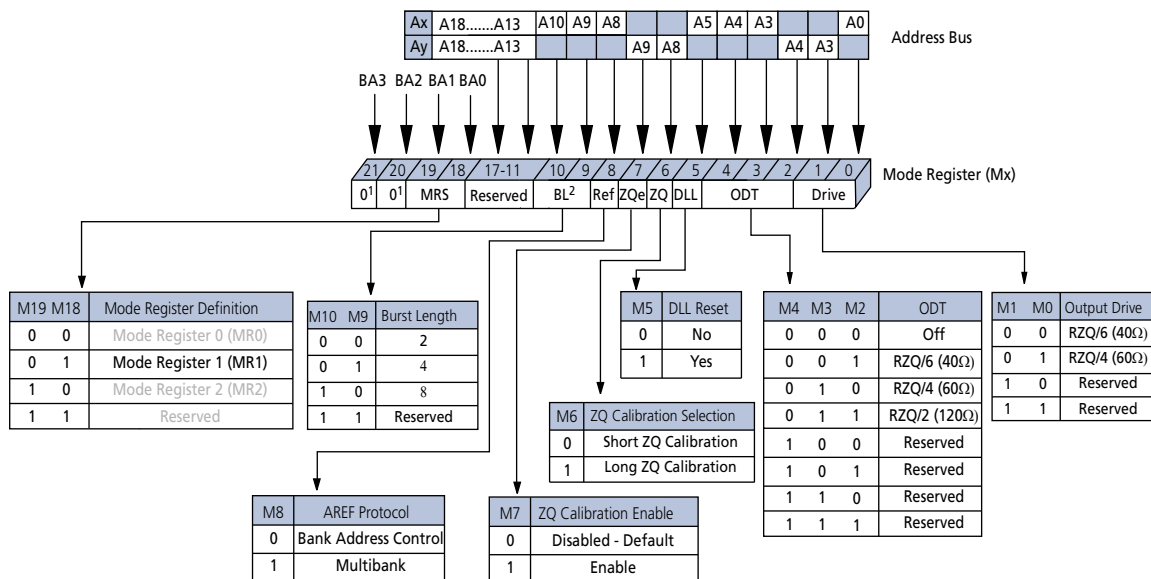 Ax A18.......A13 A10 A9 A8 A5 A4 A3 A0
Ay A18.......A13 A9 A8 A4 A3
Address Bus
BA3 BA2 BA1 BA0
21 20 19 18 17-11 10 9 8 7 6 5 4 3 2 1 0
Mode Register (Mx)
0¹ 0¹ MRS Reserved BL² Ref ZQe ZQ DLL ODT Drive
M19 M18 Mode Register Definition
0 0 Mode Register 0 (MR0)
0 1 Mode Register 1 (MR1)
1 0 Mode Register 2 (MR2)
1 1 Reserved
M10 M9 Burst Length
0 0 2
0 1 4
1 0 8
1 1 Reserved
M5 DLL Reset
0 No
1 Yes
M4 M3 M2 ODT
0 0 0 Off
0 0 1 RZQ/6 (40Ω)
0 1 0 RZQ/4 (60Ω)
0 1 1 RZQ/2 (120Ω)
1 0 0 Reserved
1 0 1 Reserved
1 1 0 Reserved
1 1 1 Reserved
M1 M0 Output Drive
0 0 RZQ/6 (40Ω)
0 1 RZQ/4 (60Ω)
1 0 Reserved
1 1 Reserved
M6 ZQ Calibration Selection
0 Short ZQ Calibration
1 Long ZQ Calibration
M8 AREF Protocol
0 Bank Address Control
1 Multibank
M7 ZQ Calibration Enable
0 Disabled - Default
1 Enable